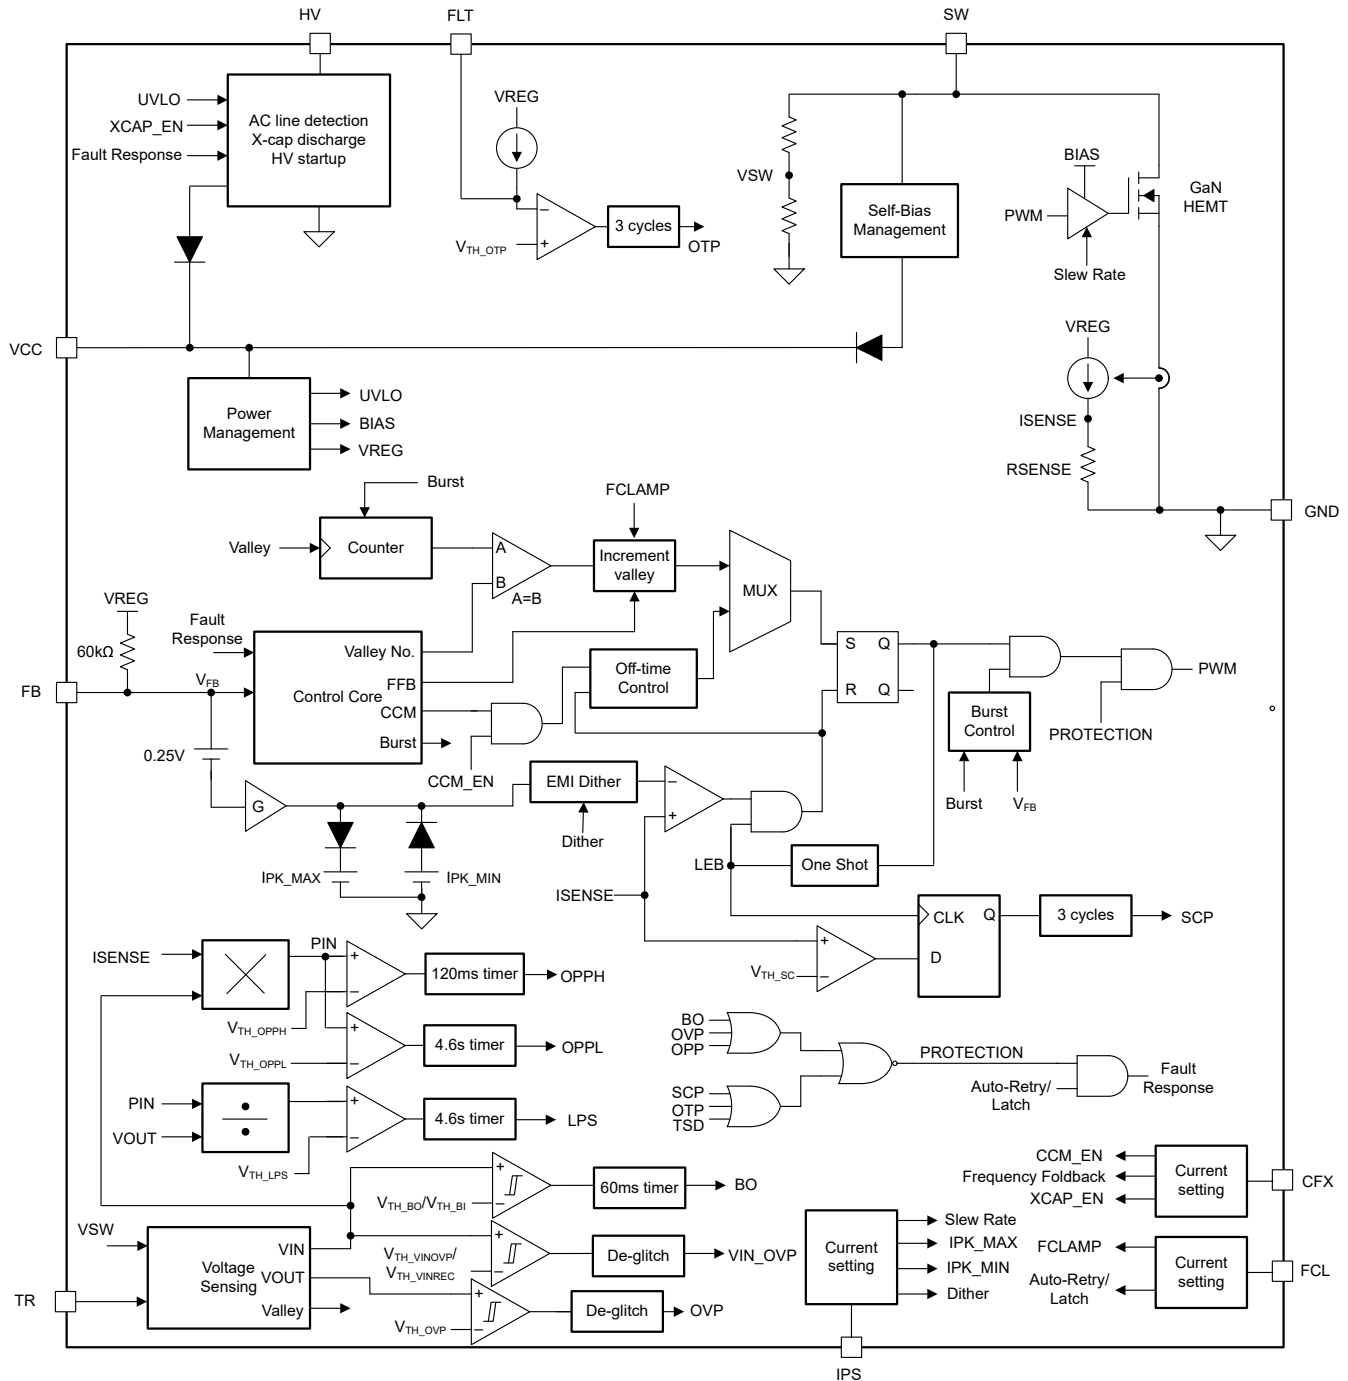 HV
FLT
SW
UVLO
XCAP_EN
Fault Response
AC line detection
X-cap discharge
HV startup
VREG
VTH_OTP
−
+
3 cycles
OTP
VSW
Self-Bias
Management
BIAS
PWM
Slew Rate
GaN
HEMT
VCC
Power
Management
UVLO
BIAS
VREG
VREG
ISENSE
RSENSE
GND
Burst
Valley
Counter
A
B
A=B
FCLAMP
Increment
valley
MUX
VREG
60kΩ
Fault
Response
FB
VFB
Control Core
Valley No.
FFB
CCM
Burst
CCM_EN
Off-time
Control
S
Q
R
Q
Burst
Control
Burst
VFB
PROTECTION
PWM
0.25V
G
IPK_MAX
IPK_MIN
EMI Dither
Dither
−
+
LEB
One Shot
ISENSE
CLK
Q
D
3 cycles
SCP
+
−
VTH_SC
ISENSE
PIN
+
−
VTH_OPPH
120ms timer
OPPH
+
−
VTH_OPPL
4.6s timer
OPPL
PIN
VOUT
+
−
VTH_LPS
4.6s timer
LPS
BO
OVP
OPP
SCP
OTP
TSD
PROTECTION
Auto-Retry/
Latch
Fault
Response
+
−
VTH_BO/VTH_BI
60ms timer
BO
VSW
TR
Voltage
Sensing
VIN
VOUT
Valley
+
−
VTH_VINOVP/
VTH_VINREC
De-glitch
VIN_OVP
+
−
VTH_OVP
De-glitch
OVP
Current
setting
Slew Rate
IPK_MAX
IPK_MIN
Dither
IPS
CCM_EN
Frequency Foldback
XCAP_EN
Current
setting
CFX
FCLAMP
Auto-Retry/
Latch
Current
setting
FCL